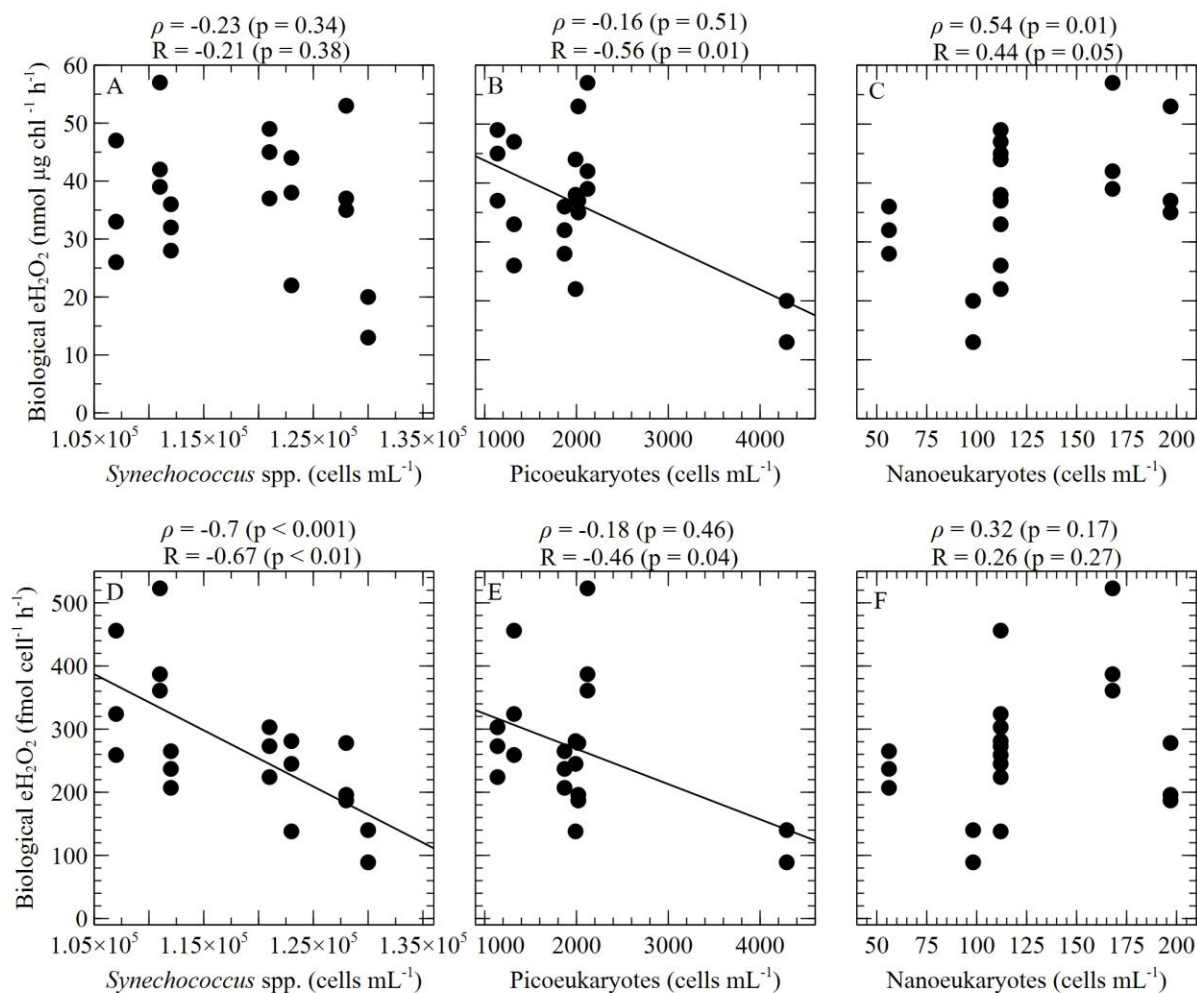 ρ = -0.23 (p = 0.34)
R = -0.21 (p = 0.38)
ρ = -0.16 (p = 0.51)
R = -0.56 (p = 0.01)
ρ = 0.54 (p = 0.01)
R = 0.44 (p = 0.05)
A
B
C
Biological eH₂O₂ (nmol µg chl⁻¹ h⁻¹)
60
50
40
30
20
10
0
1.05×10⁵ 1.15×10⁵ 1.25×10⁵ 1.35×10⁵
1000 2000 3000 4000
50 75 100 125 150 175 200
Synechococcus spp. (cells mL⁻¹)
Picoeukaryotes (cells mL⁻¹)
Nanoeukaryotes (cells mL⁻¹)
ρ = -0.7 (p < 0.001)
R = -0.67 (p < 0.01)
ρ = -0.18 (p = 0.46)
R = -0.46 (p = 0.04)
ρ = 0.32 (p = 0.17)
R = 0.26 (p = 0.27)
D
E
F
Biological eH₂O₂ (fmol cell⁻¹ h⁻¹)
500
400
300
200
100
0
1.05×10⁵ 1.15×10⁵ 1.25×10⁵ 1.35×10⁵
1000 2000 3000 4000
50 75 100 125 150 175 200
Synechococcus spp. (cells mL⁻¹)
Picoeukaryotes (cells mL⁻¹)
Nanoeukaryotes (cells mL⁻¹)